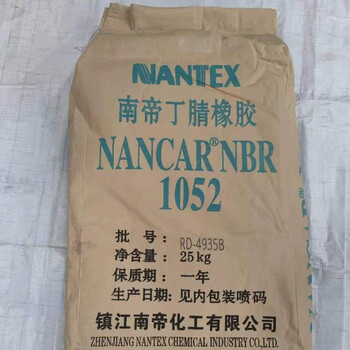 NANTEX
南帝丁腈橡胶
NANCAR®NBR
1052
批 号: RD-4935B
净含量: 25kg
保质期: 一年
生产日期: 见内包装喷码
镇江南帝化工有限公司
ZHENJIANG NANTEX CHEMICAL INDUSTRY CO.,LTD.